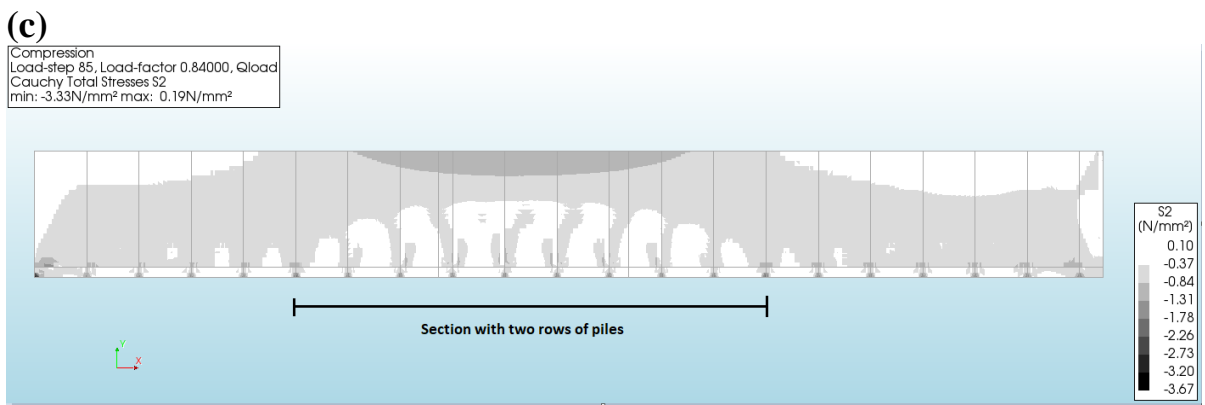 (c)
Compression
Load-step 85, Load-factor 0.84000, Qload
Cauchy Total Stresses S2
min: -3.33N/mm² max: 0.19N/mm²
S2
(N/mm²)
0.10
-0.37
-0.84
-1.31
-1.78
-2.26
-2.73
-3.20
-3.67
Section with two rows of piles
Y
X